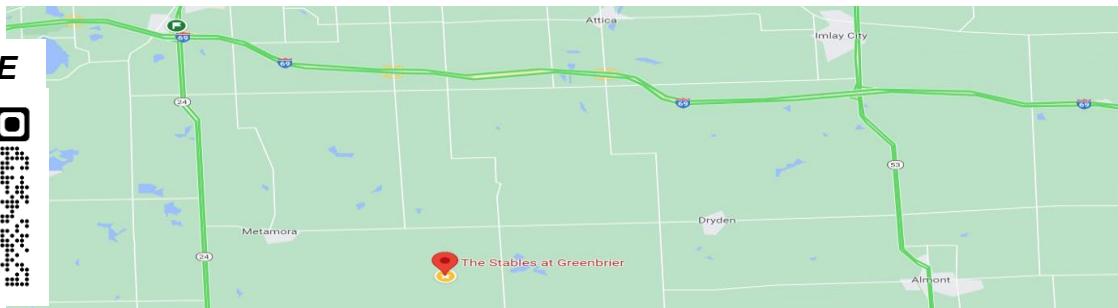 Attica
Imlay City
69
E
69
69
69
24
53
Dryden
Metamora
24
The Stables at Greenbrier
Almont